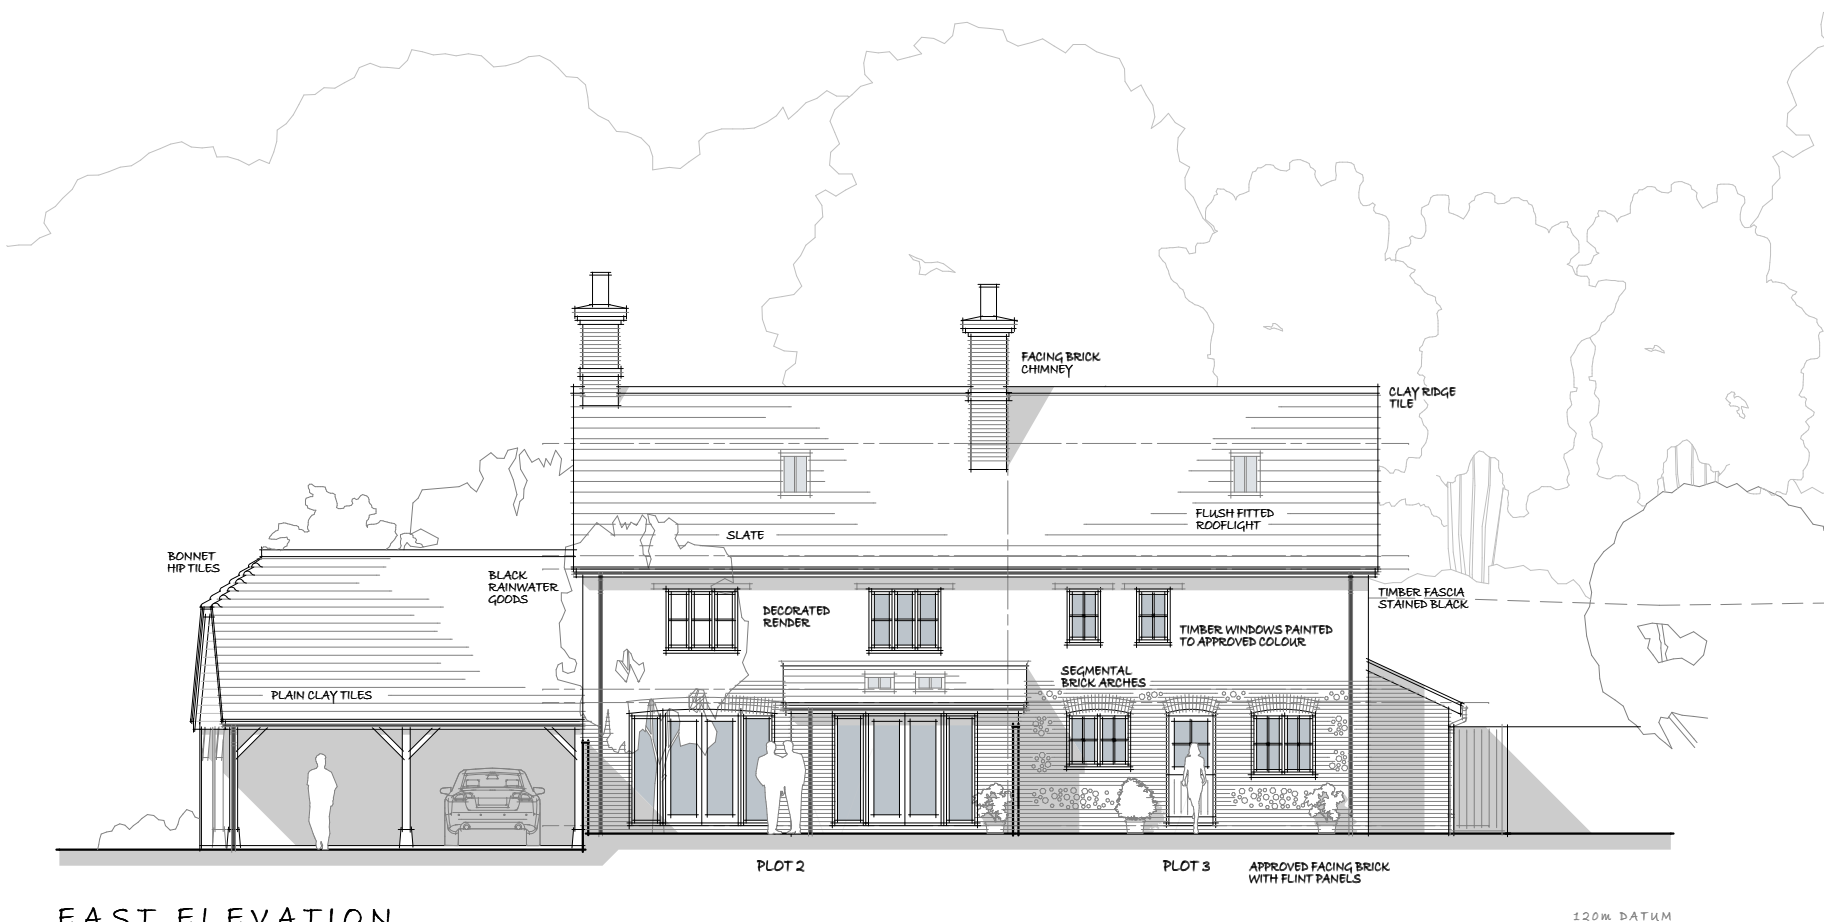 FACING BRICK
CHIMNEY
CLAY RIDGE
TILE
FLUSH FITTED
ROOFLIGHT
SLATE
BONNET
HIP TILES
BLACK
RAINWATER
GOODS
TIMBER FASCIA
STAINED BLACK
DECORATED
RENDER
TIMBER WINDOWS PAINTED
TO APPROVED COLOUR
SEGMENTAL
BRICK ARCHES
PLAIN CLAY TILES
PLOT 2
PLOT 3
APPROVED FACING BRICK
WITH FLINT PANELS
EAST ELEVATION
120m DATUM